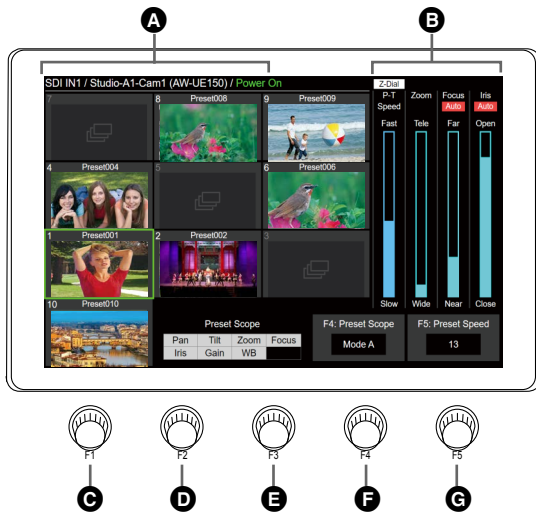 A
B
SDI IN1 / Studio-A1-Cam1 (AW-UE150) / Power On
Z-Dial
P-T Speed
Zoom
Focus
Iris
Auto
Auto
Fast
Tele
Far
Open
7
8 Preset008
9 Preset009
4 Preset004
5
6 Preset006
1 Preset001
2 Preset002
3
Slow
Wide
Near
Close
10 Preset010
Preset Scope
Pan Tilt Zoom Focus
Iris Gain WB
F4: Preset Scope
Mode A
F5: Preset Speed
13
F1
F2
F3
F4
F5
C
D
E
F
G